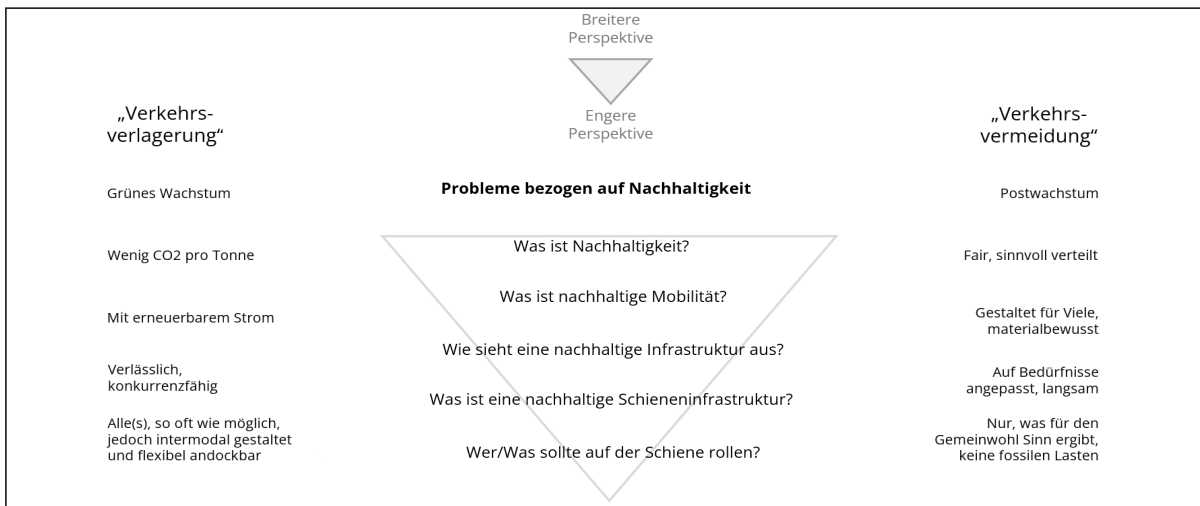 Breitere
Perspektive
Engere
Perspektive
„Verkehrs-
verlagerung“
Grünes Wachstum
Wenig CO2 pro Tonne
Mit erneuerbarem Strom
Verlässlich,
konkurrenzfähig
Alle(s), so oft wie möglich,
jedoch intermodal gestaltet
und flexibel andockbar
Probleme bezogen auf Nachhaltigkeit
Was ist Nachhaltigkeit?
Was ist nachhaltige Mobilität?
Wie sieht eine nachhaltige Infrastruktur aus?
Was ist eine nachhaltige Schieneninfrastruktur?
Wer/Was sollte auf der Schiene rollen?
„Verkehrs-
vermeidung“
Postwachstum
Fair, sinnvoll verteilt
Gestaltet für Viele,
materialbewusst
Auf Bedürfnisse
angepasst, langsam
Nur, was für den
Gemeinwohl Sinn ergibt,
keine fossilen Lasten